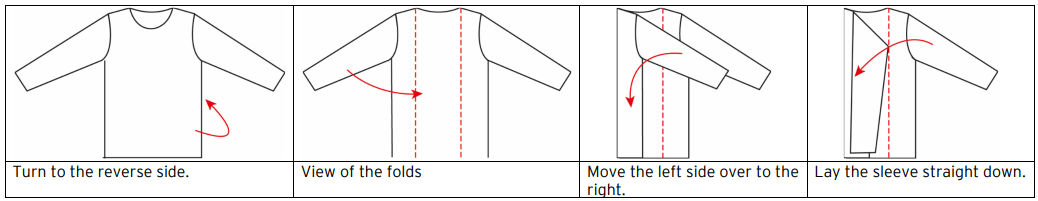 Turn to the reverse side.
View of the folds
Move the left side over to the
right.
Lay the sleeve straight down.